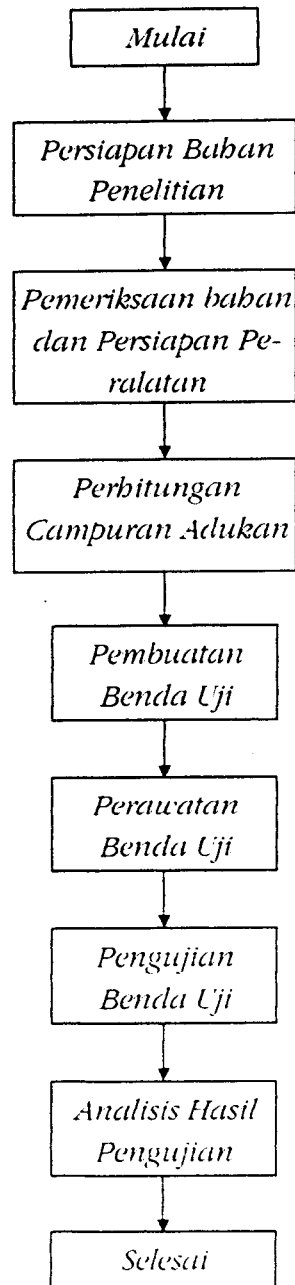 Mulai
Persiapan Bahan
Penelitian
Pemeriksaan bahan
dan Persiapan Pe-
ralatan
Perhitungan
Campuran Adukan
Pembuatan
Benda Uji
Perawatan
Benda Uji
Pengujian
Benda Uji
Analisis Hasil
Pengujian
Selesai